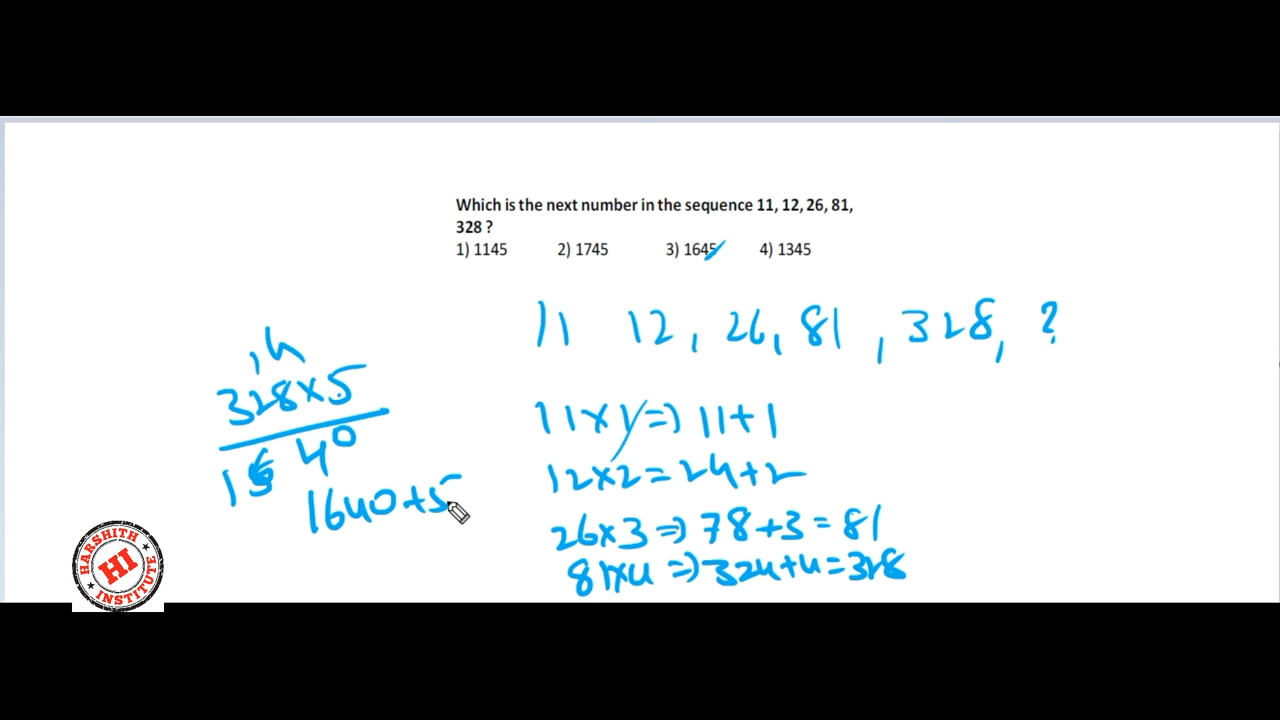 Which is the next number in the sequence 11, 12, 26, 81,
328 ?
1) 1145 2) 1745 3) 1645 4) 1345
11 12, 26, 81, 328, ?
14
328×5
1640
1640+5
11×1⇒11+1
12×2=24+2
26×3⇒78+3=81
81×4⇒324+4=328
HARSHITH
HI
INSTITUTE